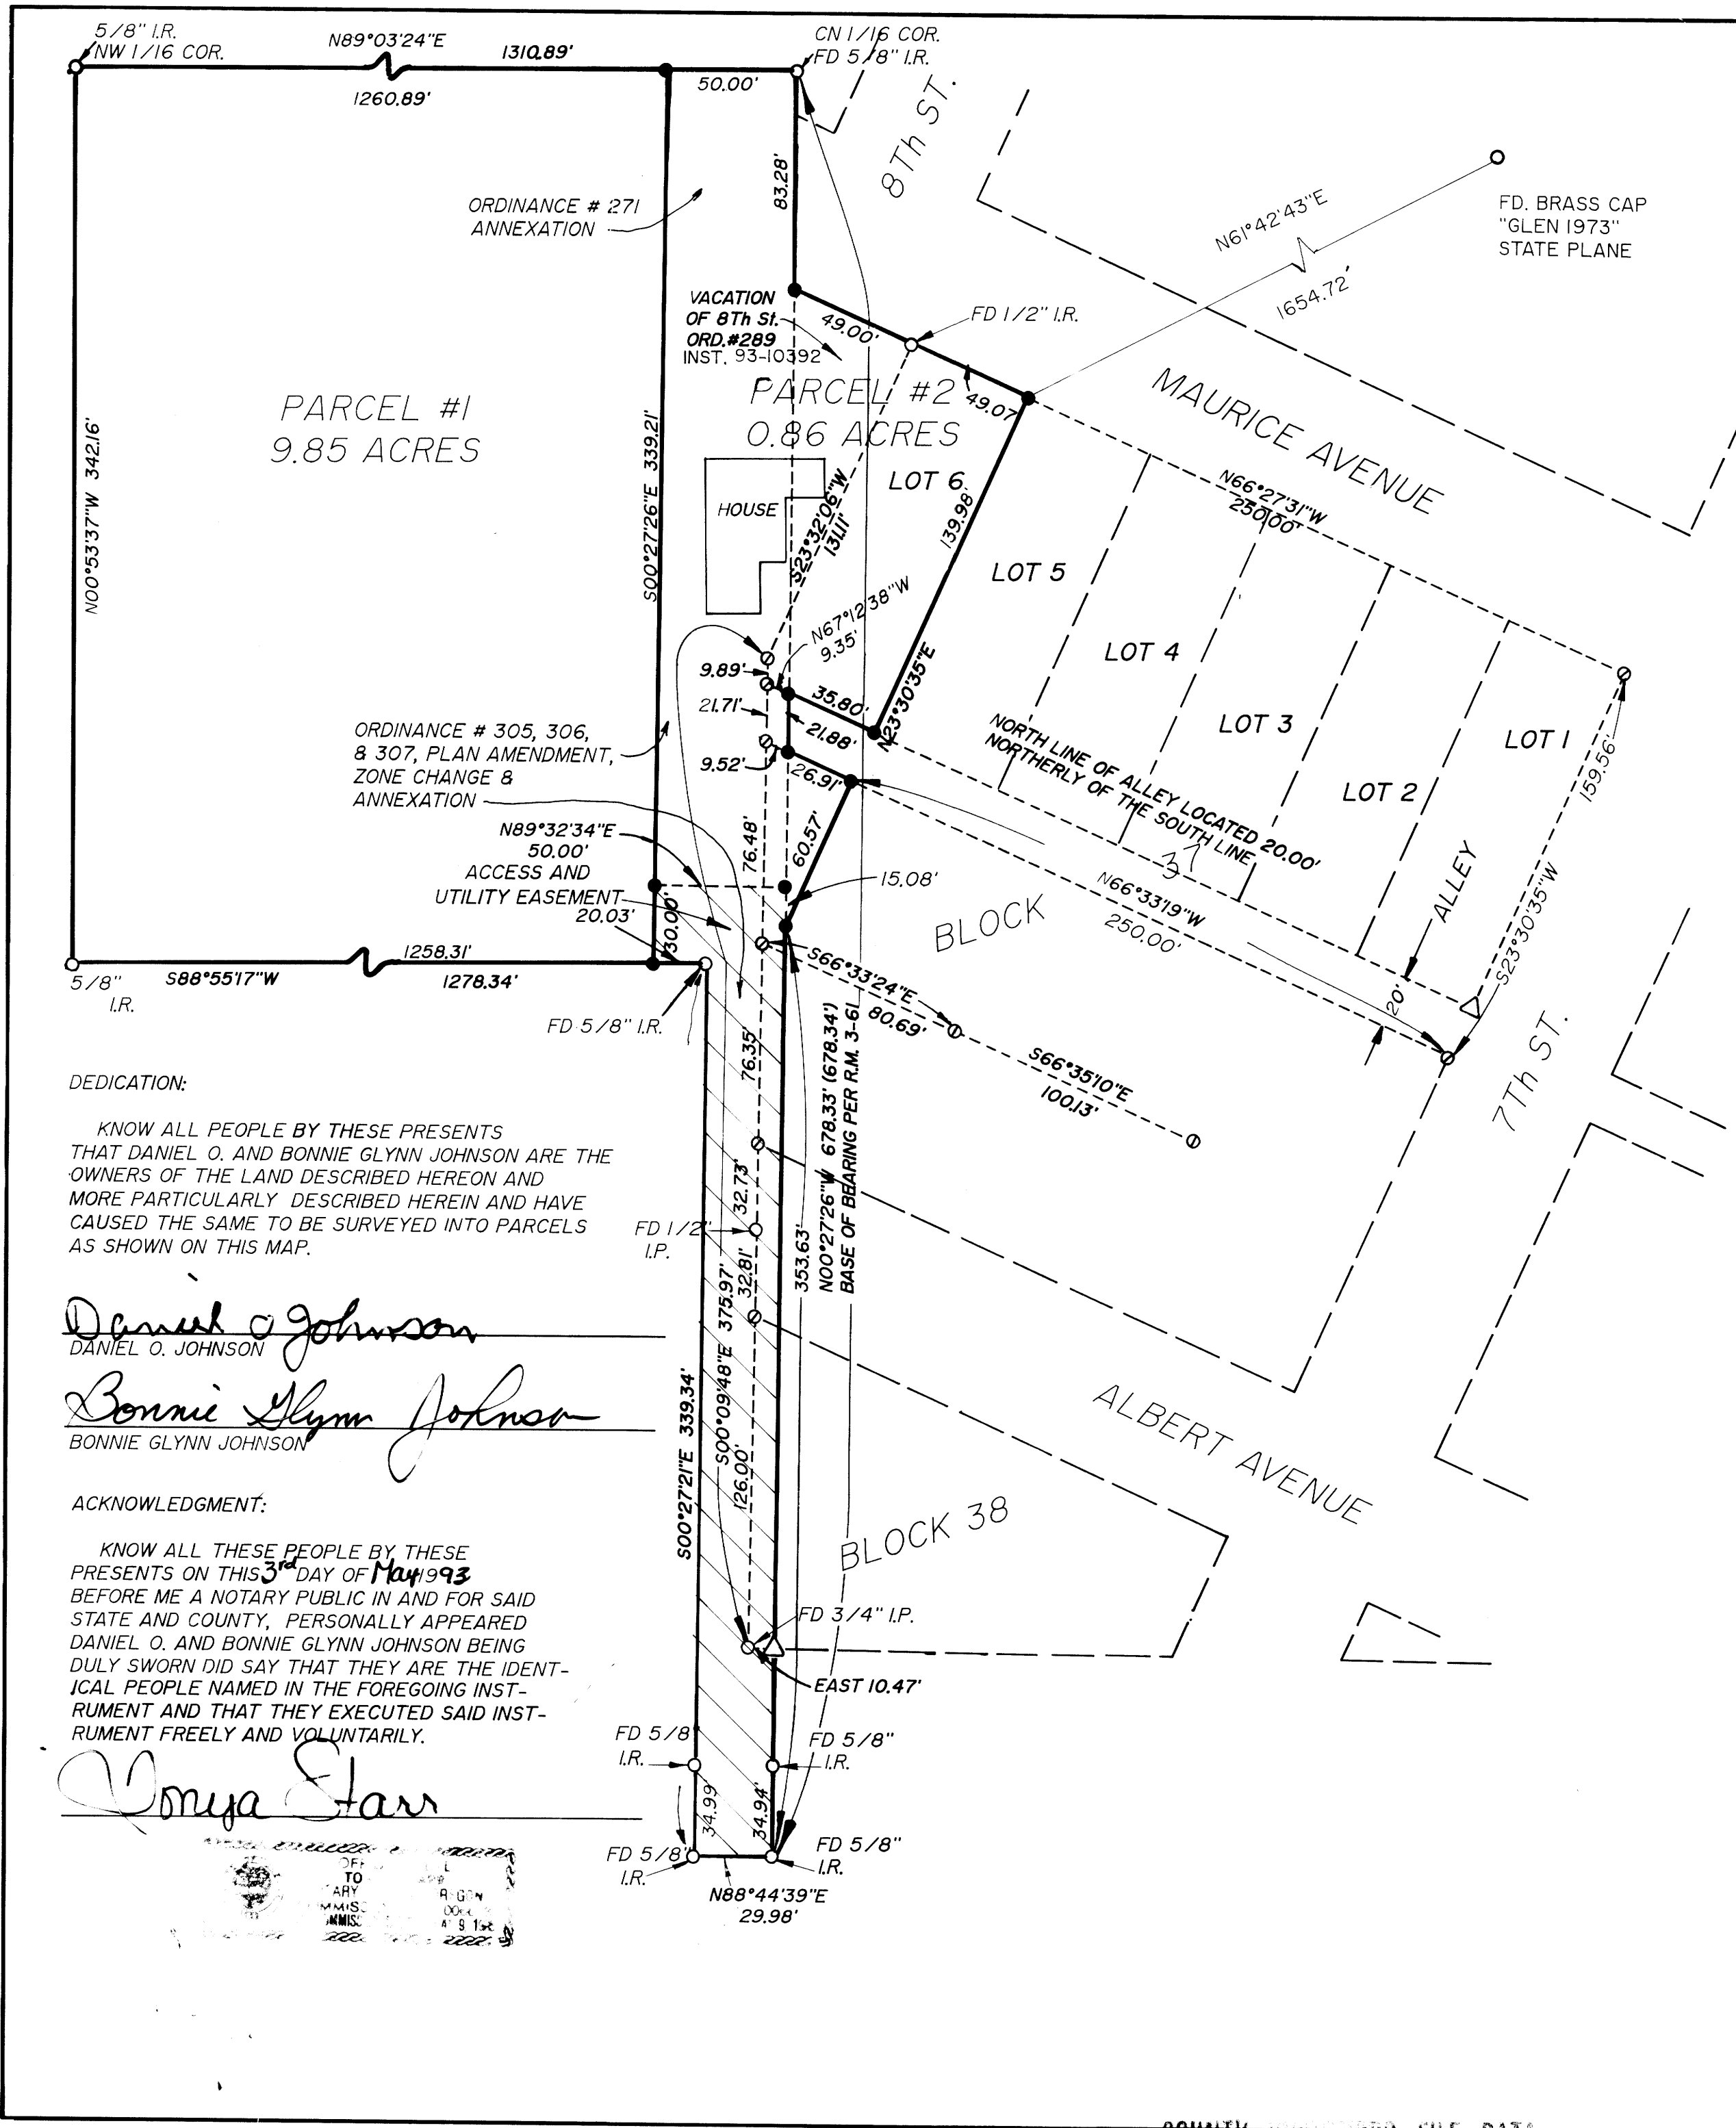 5/8" I.R.
NW 1/16 COR.
N89°03'24"E
1310.89'
1260.89'
50.00'
CN 1/16 COR.
FD 5/8" I.R.
8Th ST.
83.28'
ORDINANCE # 271
ANNEXATION
N61°42'43"E
1654.72'
FD. BRASS CAP
"GLEN 1973"
STATE PLANE
VACATION
OF 8Th St.
ORD.#289
INST. 93-10392
49.00'
FD 1/2" I.R.
49.07'
MAURICE AVENUE
PARCEL #1
9.85 ACRES
PARCEL #2
0.86 ACRES
N00°53'37"W 342.16'
S00°27'26"E 339.21'
HOUSE
LOT 6
S23°32'06"W
131.11'
139.98'
N66°27'31"W
250.00'
LOT 5
LOT 4
LOT 3
LOT 2
LOT 1
N67°12'38"W
9.35'
9.89'
35.80'
N23°30'35"E
21.71'
21.88'
9.52'
26.91'
NORTH LINE OF ALLEY LOCATED 20.00'
NORTHERLY OF THE SOUTH LINE
159.56'
S23°30'35"W
ORDINANCE # 305, 306,
& 307, PLAN AMENDMENT,
ZONE CHANGE &
ANNEXATION
N89°32'34"E
50.00'
ACCESS AND
UTILITY EASEMENT
20.03'
30.00'
76.48'
60.57'
15.08'
BLOCK 37
N66°33'19"W
250.00'
ALLEY
20'
7Th ST.
5/8"
I.R.
S88°55'17"W
1258.31'
1278.34'
FD 5/8" I.R.
S66°33'24"E
80.69'
S66°35'10"E
100.13'
76.35'
N00°27'26"W 678.33' (678.34')
BASE OF BEARING PER R.M. 3-61
353.63'
32.73'
FD 1/2"
I.P.
32.81'
S00°09'48"E 375.97'
126.00'
S00°27'21"E 339.34'
ALBERT AVENUE
BLOCK 38
FD 3/4" I.P.
EAST 10.47'
FD 5/8
I.R.
FD 5/8"
I.R.
34.99
34.94'
FD 5/8"
I.R.
FD 5/8"
I.R.
N88°44'39"E
29.98'
DEDICATION:
KNOW ALL PEOPLE BY THESE PRESENTS
THAT DANIEL O. AND BONNIE GLYNN JOHNSON ARE THE
OWNERS OF THE LAND DESCRIBED HEREON AND
MORE PARTICULARLY DESCRIBED HEREIN AND HAVE
CAUSED THE SAME TO BE SURVEYED INTO PARCELS
AS SHOWN ON THIS MAP.
Daniel O Johnson
DANIEL O. JOHNSON
Bonnie Glynn Johnson
BONNIE GLYNN JOHNSON
ACKNOWLEDGMENT:
KNOW ALL THESE PEOPLE BY THESE
PRESENTS ON THIS 3rd DAY OF May 1993
BEFORE ME A NOTARY PUBLIC IN AND FOR SAID
STATE AND COUNTY, PERSONALLY APPEARED
DANIEL O. AND BONNIE GLYNN JOHNSON BEING
DULY SWORN DID SAY THAT THEY ARE THE IDENT-
ICAL PEOPLE NAMED IN THE FOREGOING INST-
RUMENT AND THAT THEY EXECUTED SAID INST-
RUMENT FREELY AND VOLUNTARILY.
Tonya Starr